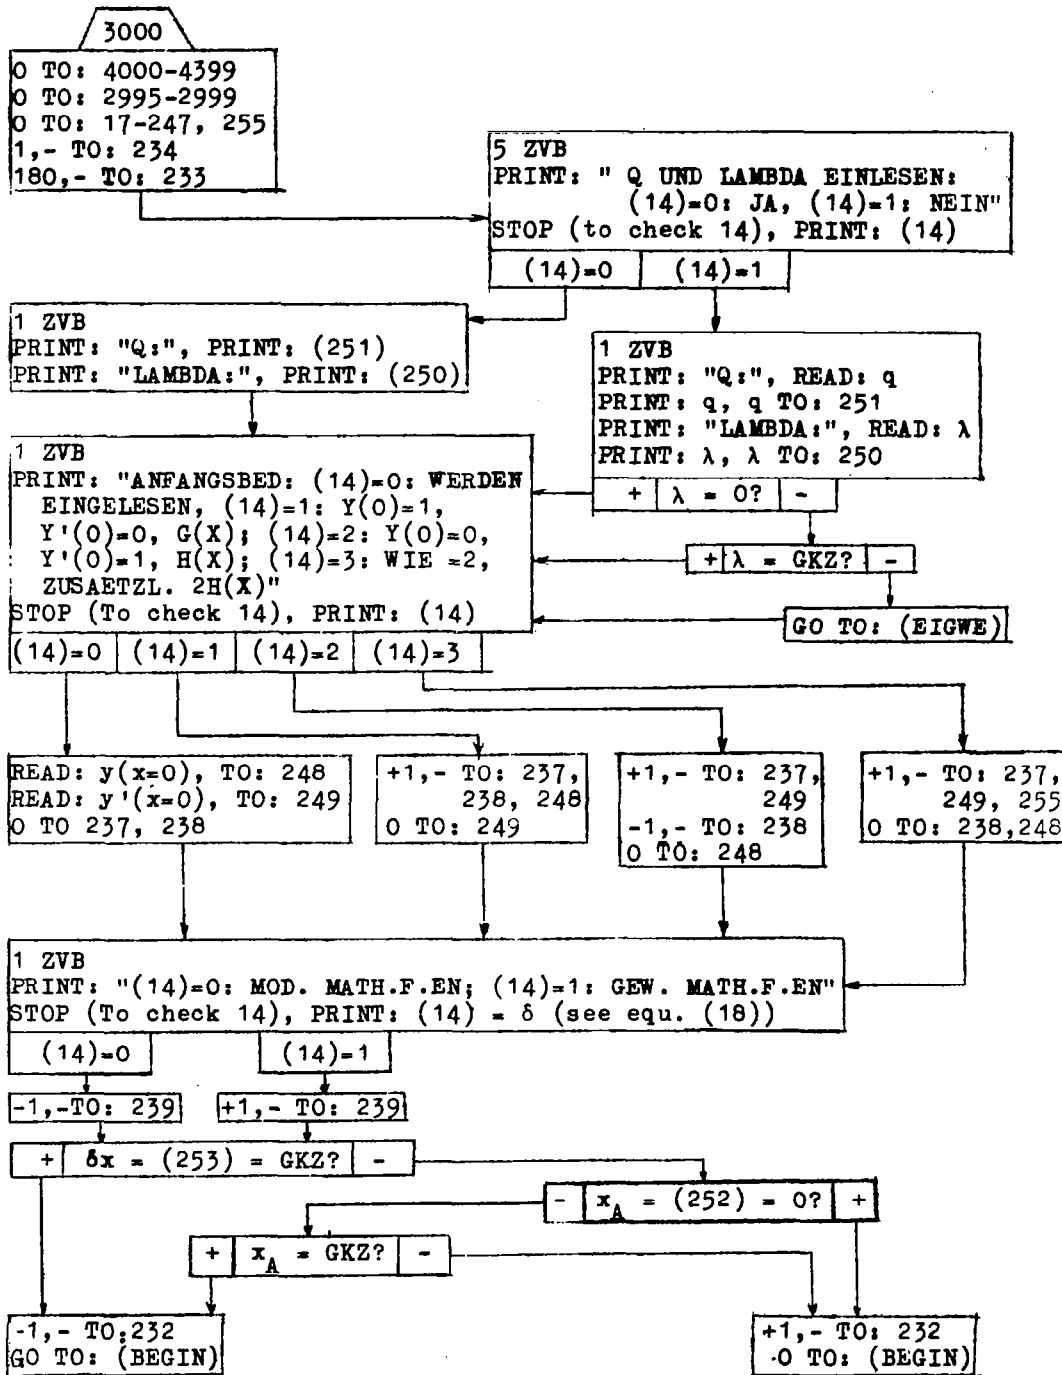 3000
0 TO: 4000-4399
0 TO: 2995-2999
0 TO: 17-247, 255
1,- TO: 234
180,- TO: 233
5 ZVB
PRINT: " Q UND LAMBDA EINLESEN:
(14)=0: JA, (14)=1: NEIN"
STOP (to check 14), PRINT: (14)
(14)=0 (14)=1
1 ZVB
PRINT: "Q:", PRINT: (251)
PRINT: "LAMBDA:", PRINT: (250)
1 ZVB
PRINT: "Q:", READ: q
PRINT: q, q TO: 251
PRINT: "LAMBDA:", READ: λ
PRINT: λ, λ TO: 250
+ λ = 0? -
+ λ = GKZ? -
GO TO: (EIGWE)
1 ZVB
PRINT: "ANFANGSBED: (14)=0: WERDEN
EINGELESEN, (14)=1: Y(0)=1,
Y'(0)=0, G(X); (14)=2: Y(0)=0,
Y'(0)=1, H(X); (14)=3: WIE =2,
ZUSAETZL. 2H(X)"
STOP (To check 14), PRINT: (14)
(14)=0 (14)=1 (14)=2 (14)=3
READ: y(x=0), TO: 248
READ: y'(x=0), TO: 249
0 TO 237, 238
+1,- TO: 237,
238, 248
0 TO: 249
+1,- TO: 237,
249
-1,- TO: 238
0 TO: 248
+1,- TO: 237,
249, 255
0 TO: 238,248
1 ZVB
PRINT: "(14)=0: MOD. MATH.F.EN; (14)=1: GEW. MATH.F.EN"
STOP (To check 14), PRINT: (14) = δ (see equ. (18))
(14)=0 (14)=1
-1,-TO: 239 +1,- TO: 239
+ δx = (253) = GKZ? -
- x_A = (252) = 0? +
+ x_A = GKZ? -
-1,- TO:232
GO TO: (BEGIN)
+1,- TO: 232
·O TO: (BEGIN)